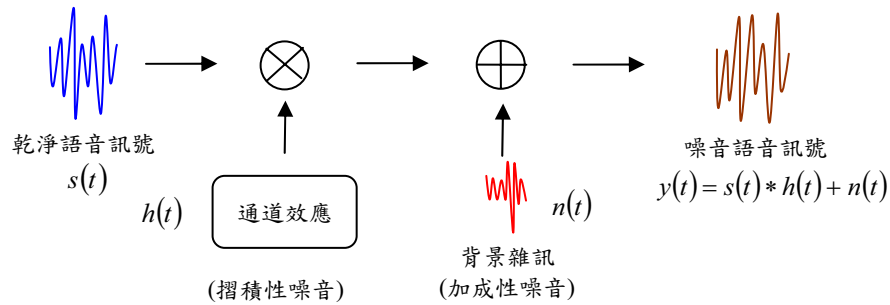 乾淨語音訊號
s(t)
h(t)
通道效應
(摺積性噪音)
n(t)
背景雜訊
(加成性噪音)
噪音語音訊號
y(t) = s(t) * h(t) + n(t)